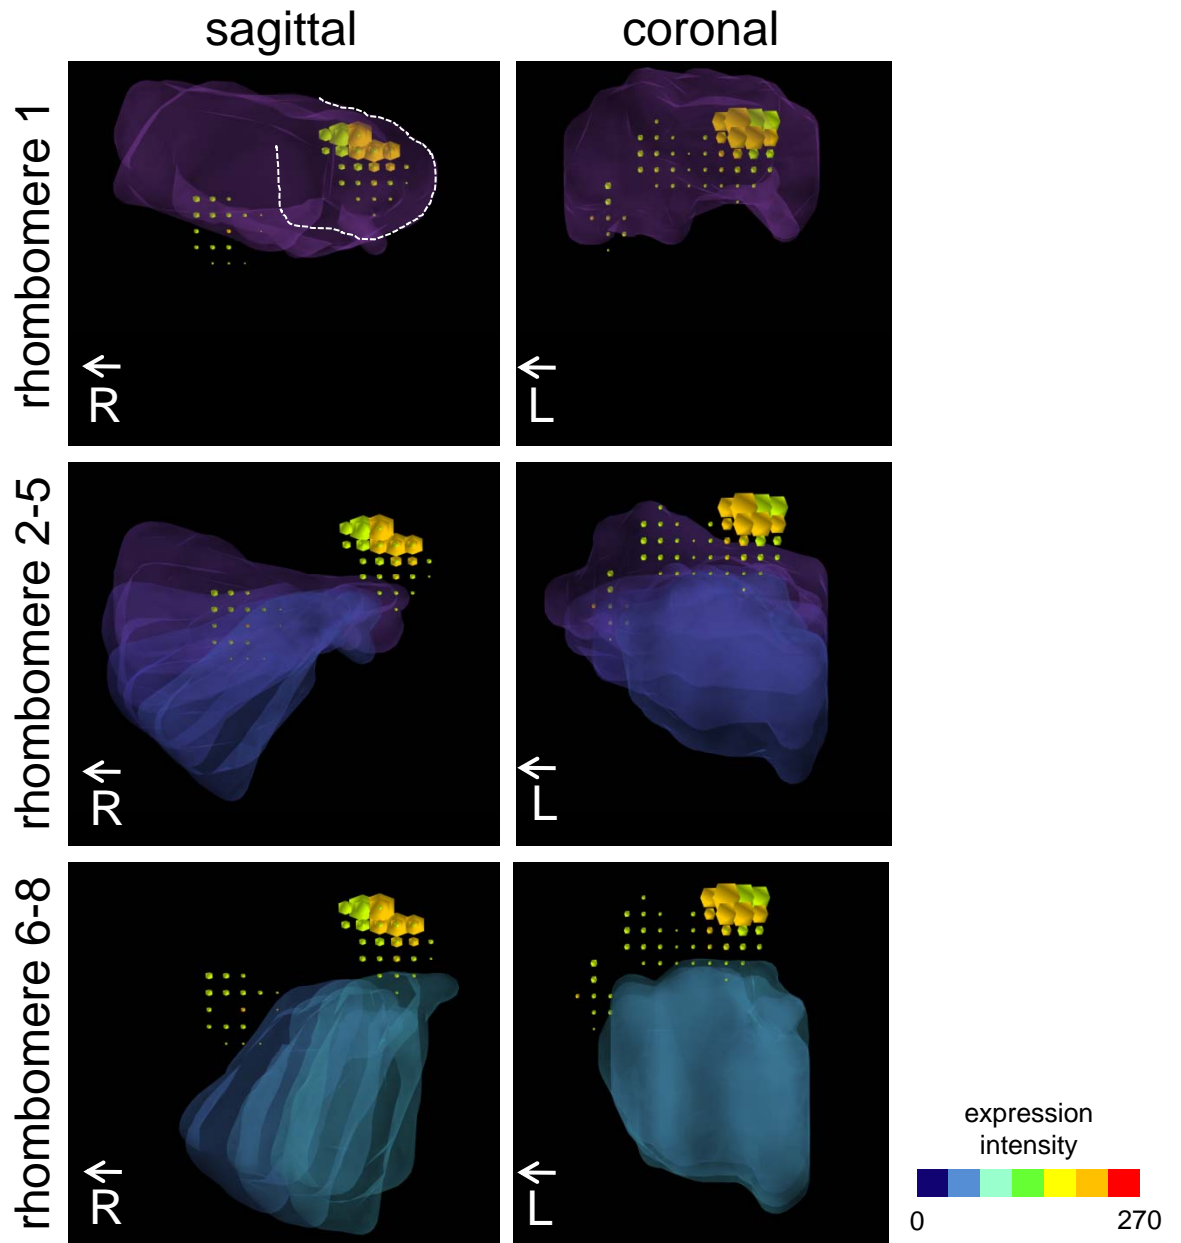 sagittal
coronal
rhombomere 1
R
L
rhombomere 2-5
R
L
rhombomere 6-8
R
L
expression
intensity
0
270